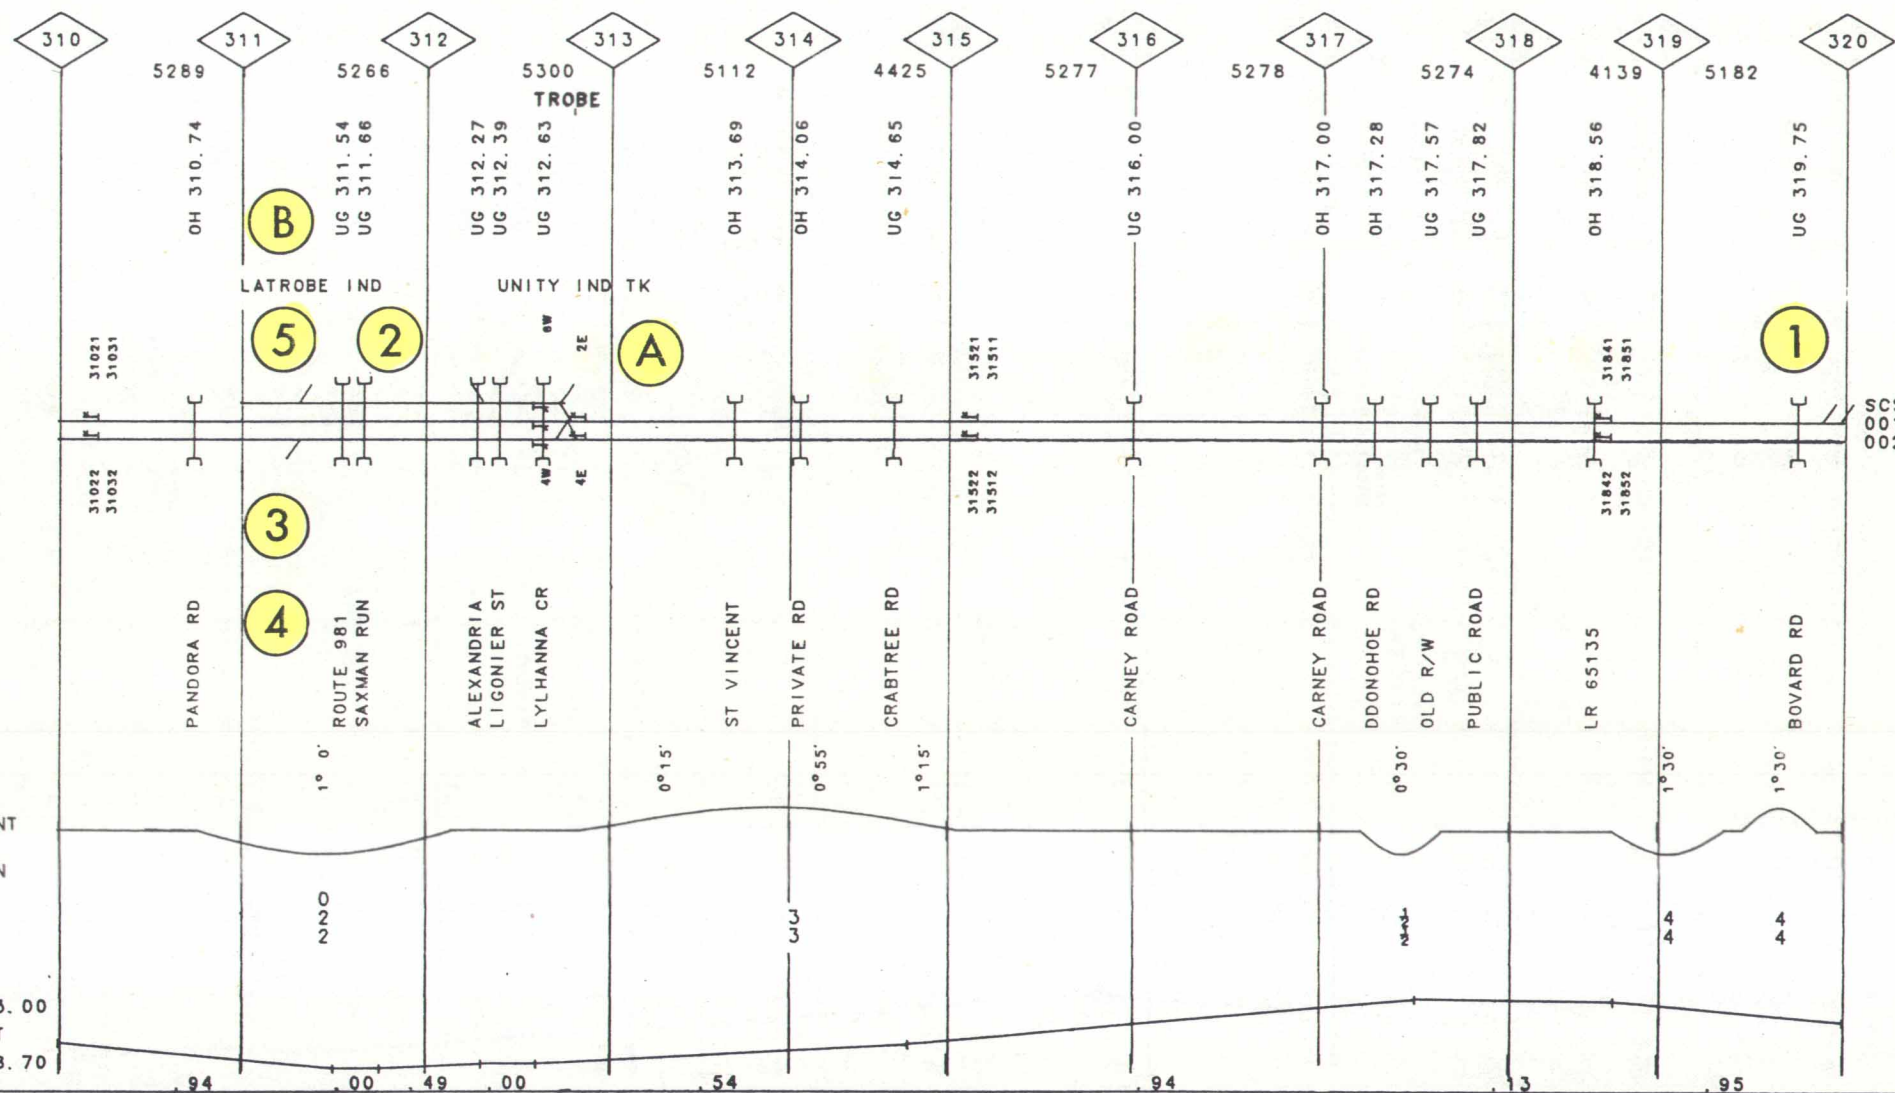 310 311 312 313 314 315 316 317 318 319 320
5289 5266 5300 5112 4425 5277 5278 5274 4139 5182
TROBE
OH 310.74
UG 311.54
UG 311.66
UG 312.27
UG 312.39
UG 312.63
OH 313.69
OH 314.06
UG 314.65
UG 316.00
OH 317.00
OH 317.28
UG 317.57
UG 317.82
OH 318.56
UG 319.75
B
LATROBE IND UNITY IND TK
5 2 A 1
31021
31031
6W
2E
31521
31511
31841
31851
001
002
31022
31032
4W
4E
31522
31512
31842
31852
3
4
PANDORA RD
ROUTE 981
SAXMAN RUN
ALEXANDRIA
LIGONIER ST
LYLHANNA CR
ST VINCENT
PRIVATE RD
CRABTREE RD
CARNEY ROAD
CARNEY ROAD
DDONOHOE RD
OLD R/W
PUBLIC ROAD
LR 65135
BOVARD RD
1° 0'
0°15'
0°55'
1°15'
0°30'
1°30'
1°30'
NT
N
0
2 3 4 4
2 3 4 4
.00
T
.70
.94 .00 .49 .00 .54 .94 .13 .95